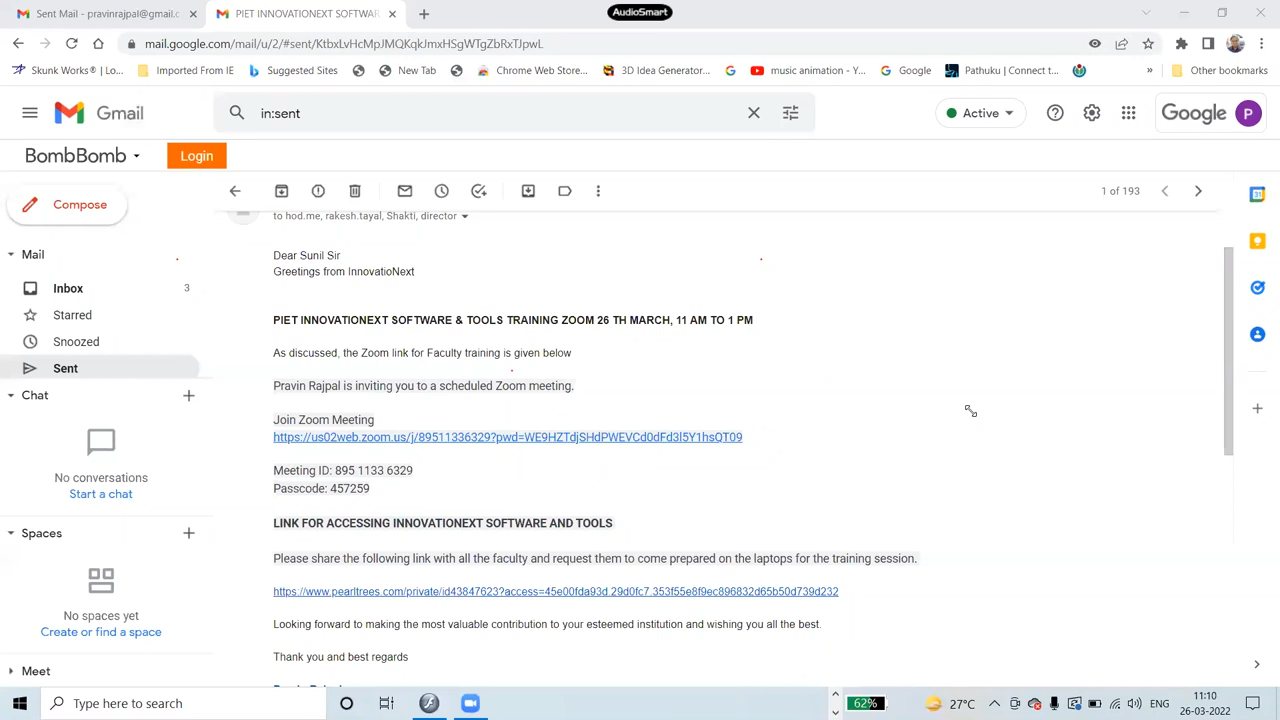 Sent Mail - pravinrajpal@gmail.c
PIET INNOVATIONEXT SOFTWAR
AudioSmart
mail.google.com/mail/u/2/#sent/KtbxLvHcMpJMQKqkJmxHSgWTgZbRxTJpwL
Skunk Works® | Lo...
Imported From IE
Suggested Sites
New Tab
Chrome Web Store...
3D Idea Generator...
music animation - Y...
Google
Pathuku | Connect t...
»
Other bookmarks
Gmail
in:sent
Active
Google
P
BombBomb
Login
Compose
1 of 193
to hod.me, rakesh.tayal, Shakti, director
Mail
Inbox 3
Starred
Snoozed
Sent
Chat
No conversations
Start a chat
Spaces
No spaces yet
Create or find a space
Meet
Dear Sunil Sir
Greetings from InnovatioNext
PIET INNOVATIONEXT SOFTWARE & TOOLS TRAINING ZOOM 26 TH MARCH, 11 AM TO 1 PM
As discussed, the Zoom link for Faculty training is given below
Pravin Rajpal is inviting you to a scheduled Zoom meeting.
Join Zoom Meeting
https://us02web.zoom.us/j/89511336329?pwd=WE9HZTdjSHdPWEVCd0dFd3l5Y1hsQT09
Meeting ID: 895 1133 6329
Passcode: 457259
LINK FOR ACCESSING INNOVATIONEXT SOFTWARE AND TOOLS
Please share the following link with all the faculty and request them to come prepared on the laptops for the training session.
https://www.pearltrees.com/private/id43847623?access=45e00fda93d.29d0fc7.353f55e8f9ec896832d65b50d739d232
Looking forward to making the most valuable contribution to your esteemed institution and wishing you all the best.
Thank you and best regards
Type here to search
62%
27°C
11:10
26-03-2022